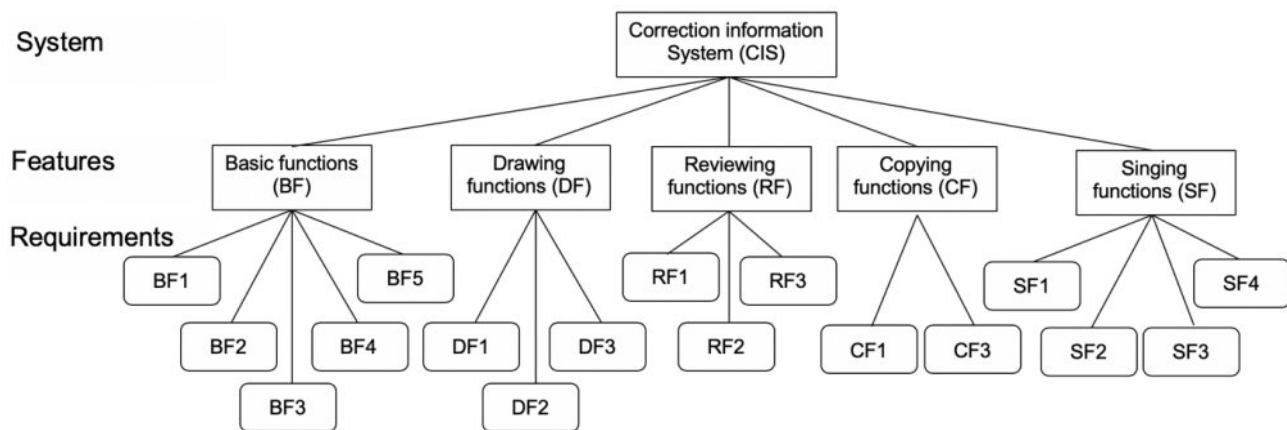 System
Correction information
System (CIS)
Features
Basic functions
(BF)
Drawing
functions (DF)
Reviewing
functions (RF)
Copying
functions (CF)
Singing
functions (SF)
Requirements
BF1
BF2
BF3
BF4
BF5
DF1
DF2
DF3
RF1
RF2
RF3
CF1
CF3
SF1
SF2
SF3
SF4